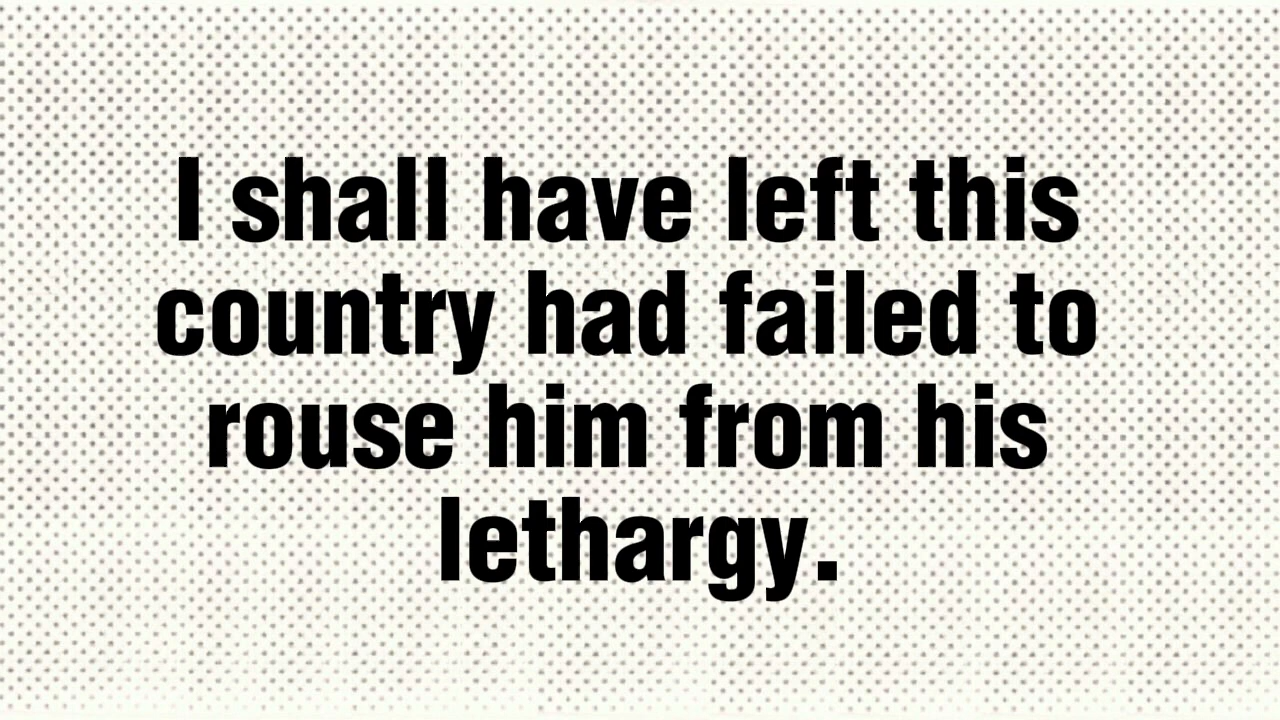 I shall have left this
country had failed to
rouse him from his
lethargy.